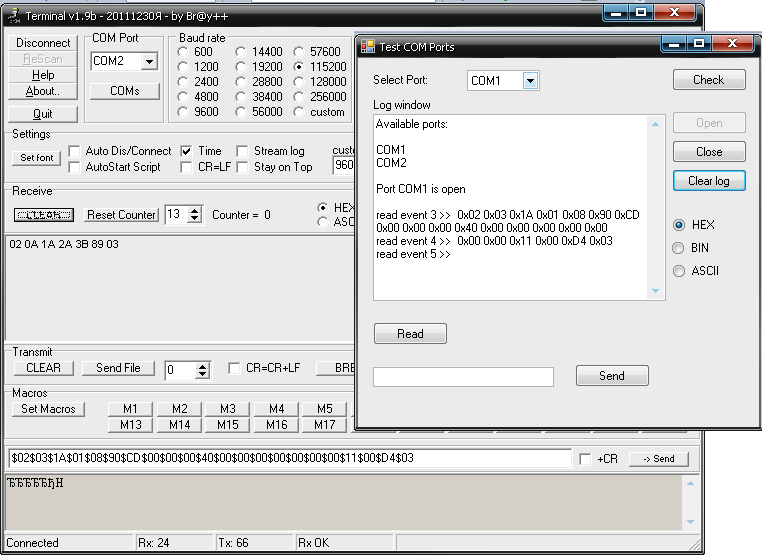 Terminal v1.9b - 20111230Я - by Br@y++
Disconnect
ReScan
Help
About..
Quit
COM Port
COM2
COMs
Baud rate
600
1200
2400
4800
9600
14400
19200
28800
38400
56000
57600
115200
128000
256000
custom
Settings
Set font
Auto Dis/Connect
AutoStart Script
Time
CR=LF
Stream log
Stay on Top
custo
960
Receive
CLEAR
Reset Counter
13
Counter = 0
HEX
ASC
02 0A 1A 2A 3B 89 03
Transmit
CLEAR
Send File
0
CR=CR+LF
BRE
Macros
Set Macros
M1
M2
M3
M4
M5
M13
M14
M15
M16
M17
$02$03$1A$01$08$90$CD$00$00$00$40$00$00$00$00$00$00$00$11$00$D4$03
+CR
-> Send
Connected
Rx: 24
Tx: 66
Rx OK
Test COM Ports
Select Port:
COM1
Check
Log window
Open
Close
Clear log
Available ports:
COM1
COM2
Port COM1 is open
read event 3 >> 0x02 0x03 0x1A 0x01 0x08 0x90 0xCD
0x00 0x00 0x00 0x40 0x00 0x00 0x00 0x00 0x00
read event 4 >> 0x00 0x00 0x11 0x00 0xD4 0x03
read event 5 >>
HEX
BIN
ASCII
Read
Send